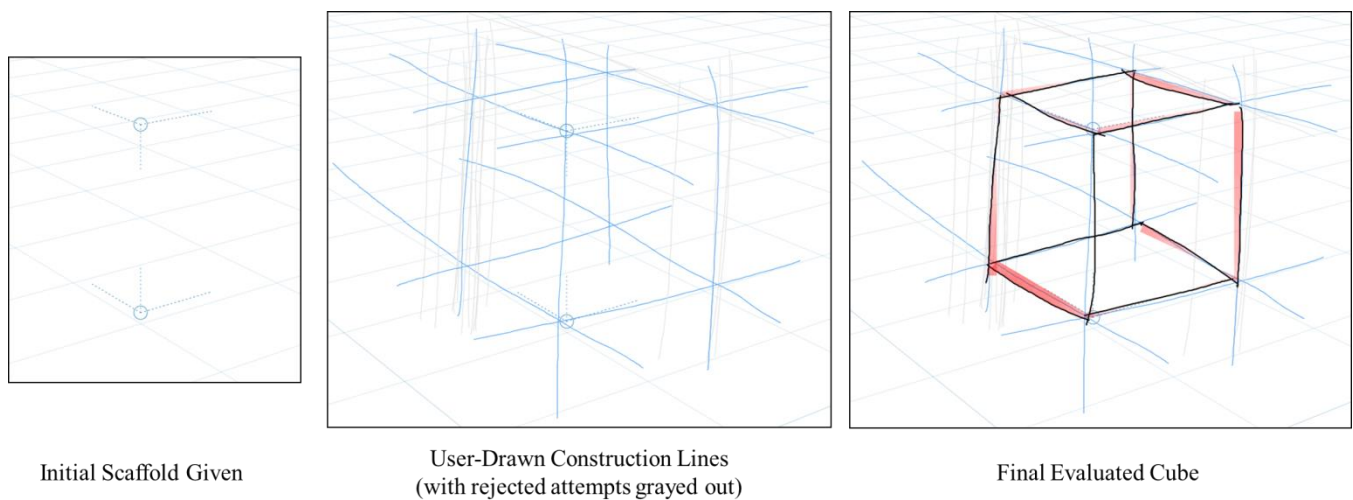 Initial Scaffold Given
User-Drawn Construction Lines
(with rejected attempts grayed out)
Final Evaluated Cube